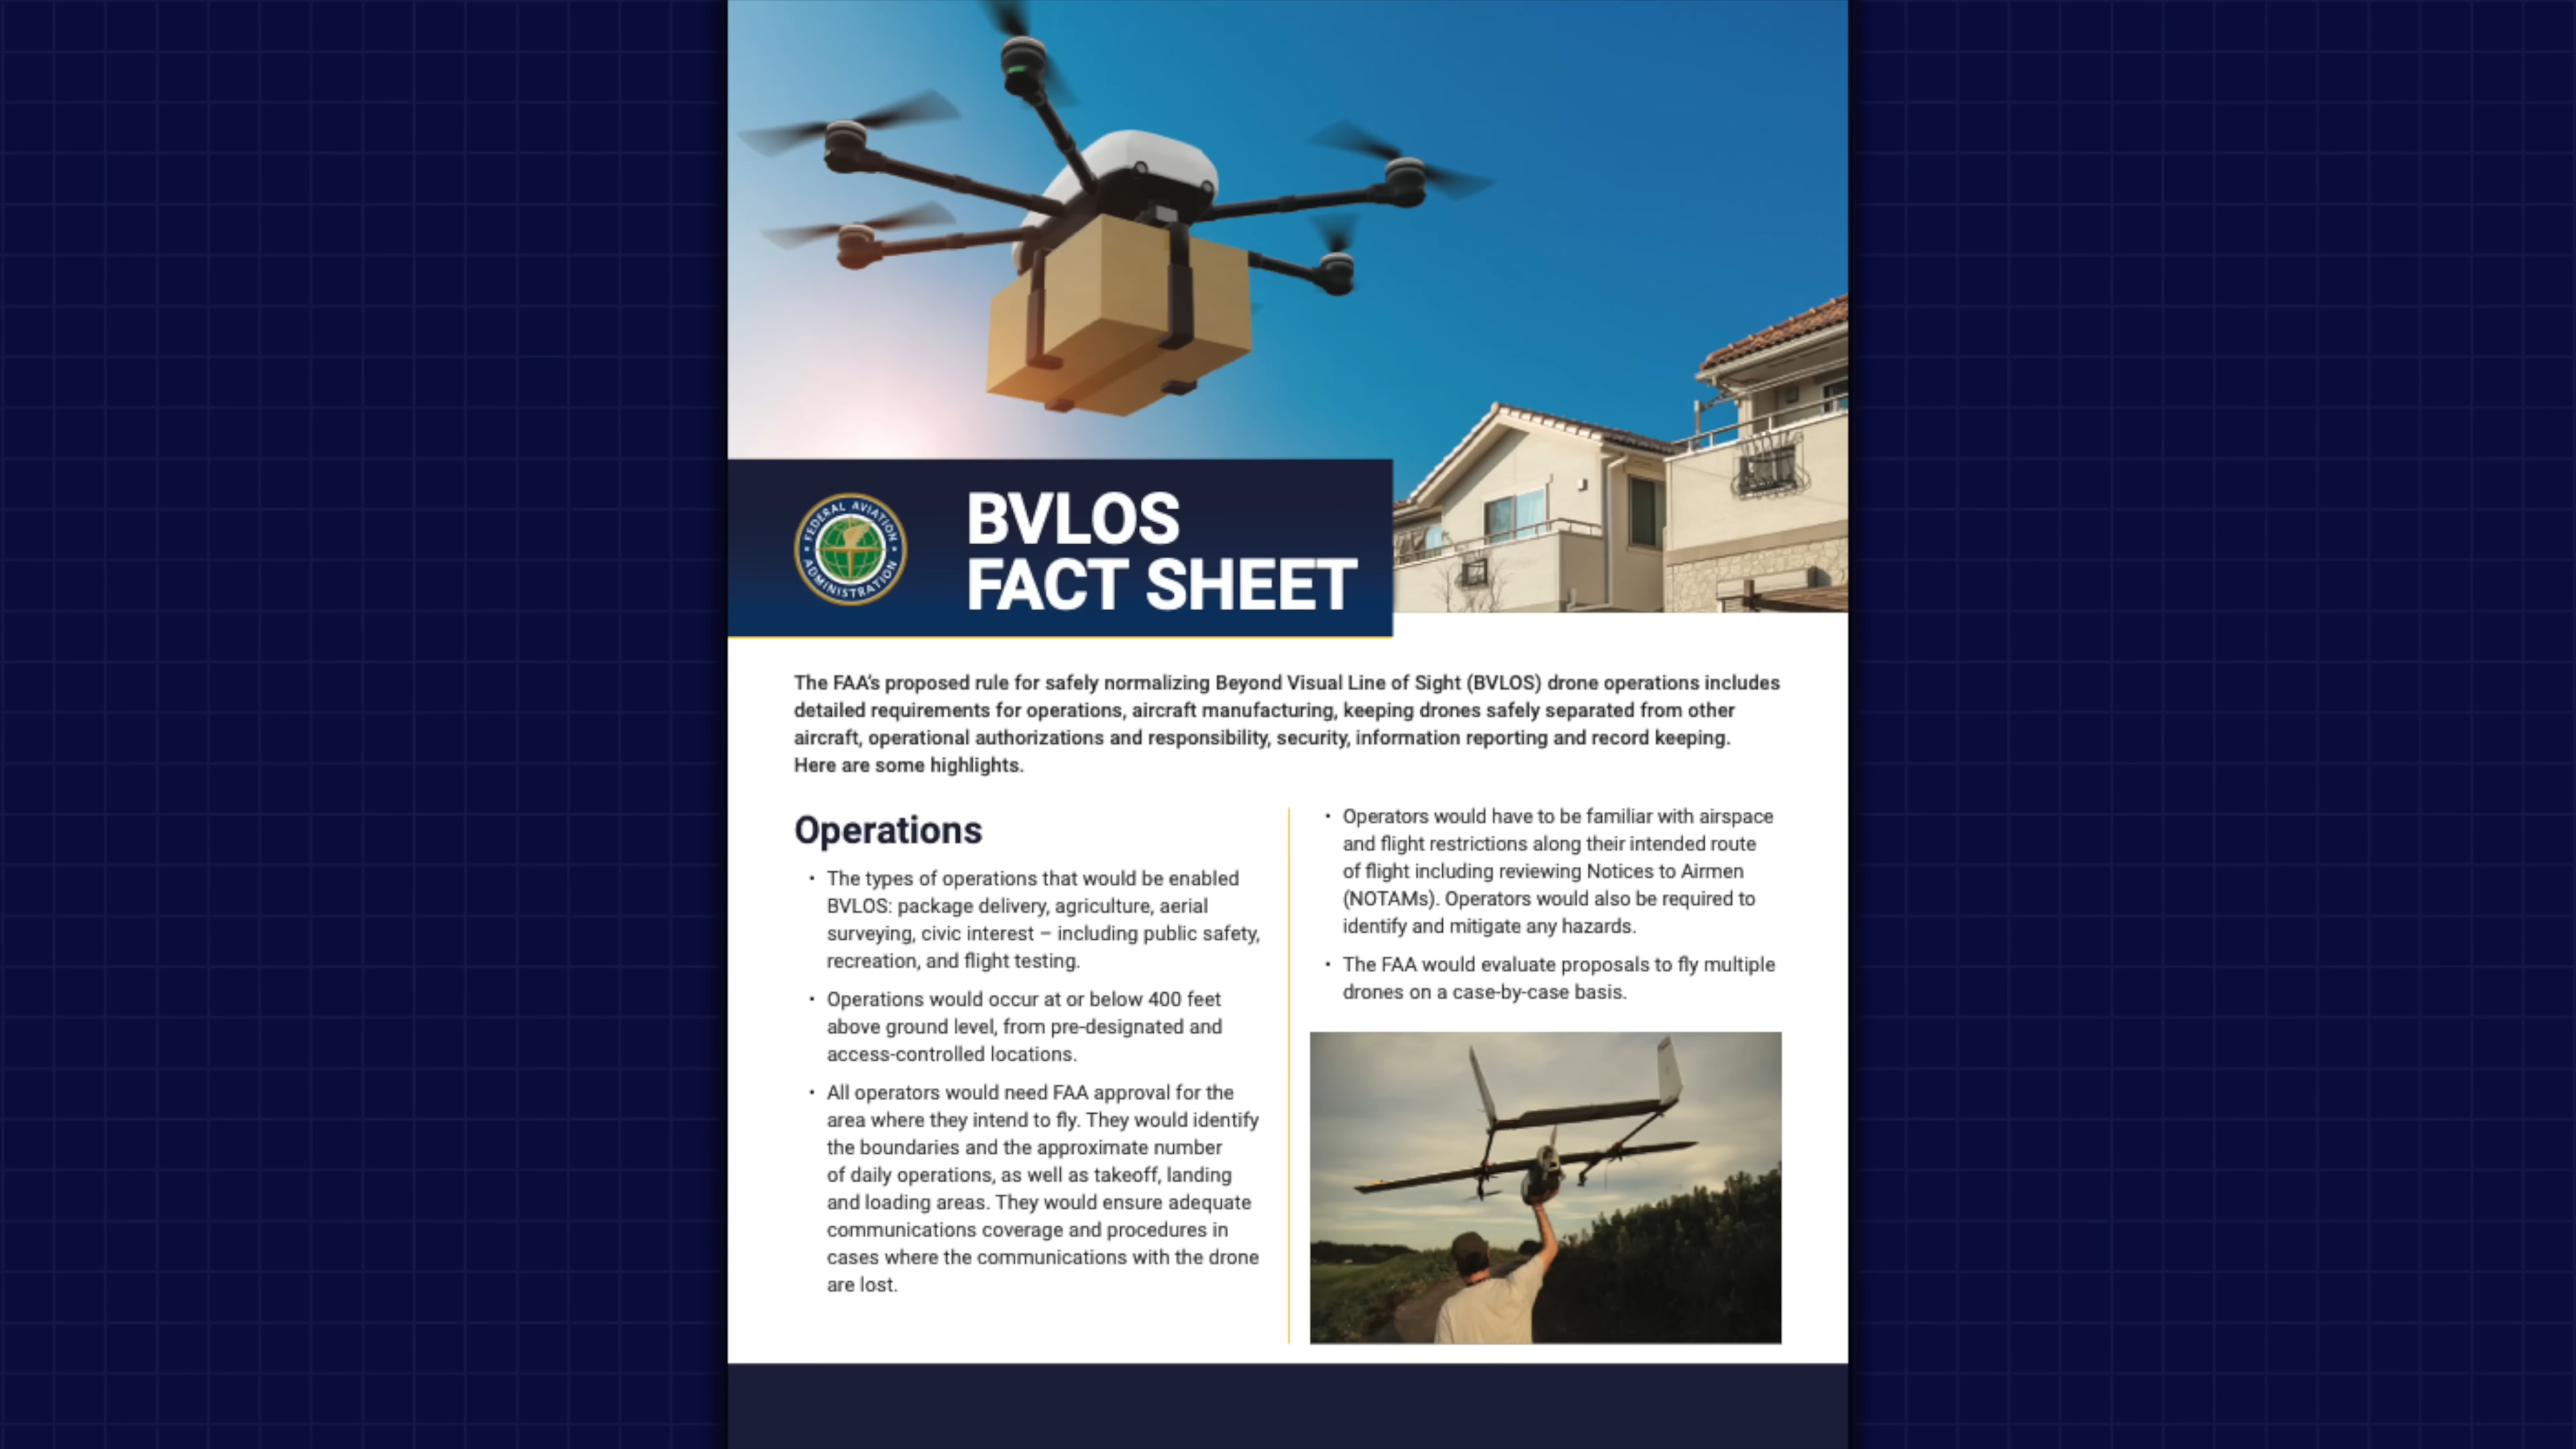 FEDERAL AVIATION
ADMINISTRATION
BVLOS
FACT SHEET
The FAA's proposed rule for safely normalizing Beyond Visual Line of Sight (BVLOS) drone operations includes
detailed requirements for operations, aircraft manufacturing, keeping drones safely separated from other
aircraft, operational authorizations and responsibility, security, information reporting and record keeping.
Here are some highlights.
Operations
• The types of operations that would be enabled
BVLOS: package delivery, agriculture, aerial
surveying, civic interest – including public safety,
recreation, and flight testing.
• Operations would occur at or below 400 feet
above ground level, from pre-designated and
access-controlled locations.
• All operators would need FAA approval for the
area where they intend to fly. They would identify
the boundaries and the approximate number
of daily operations, as well as takeoff, landing
and loading areas. They would ensure adequate
communications coverage and procedures in
cases where the communications with the drone
are lost.
• Operators would have to be familiar with airspace
and flight restrictions along their intended route
of flight including reviewing Notices to Airmen
(NOTAMs). Operators would also be required to
identify and mitigate any hazards.
• The FAA would evaluate proposals to fly multiple
drones on a case-by-case basis.